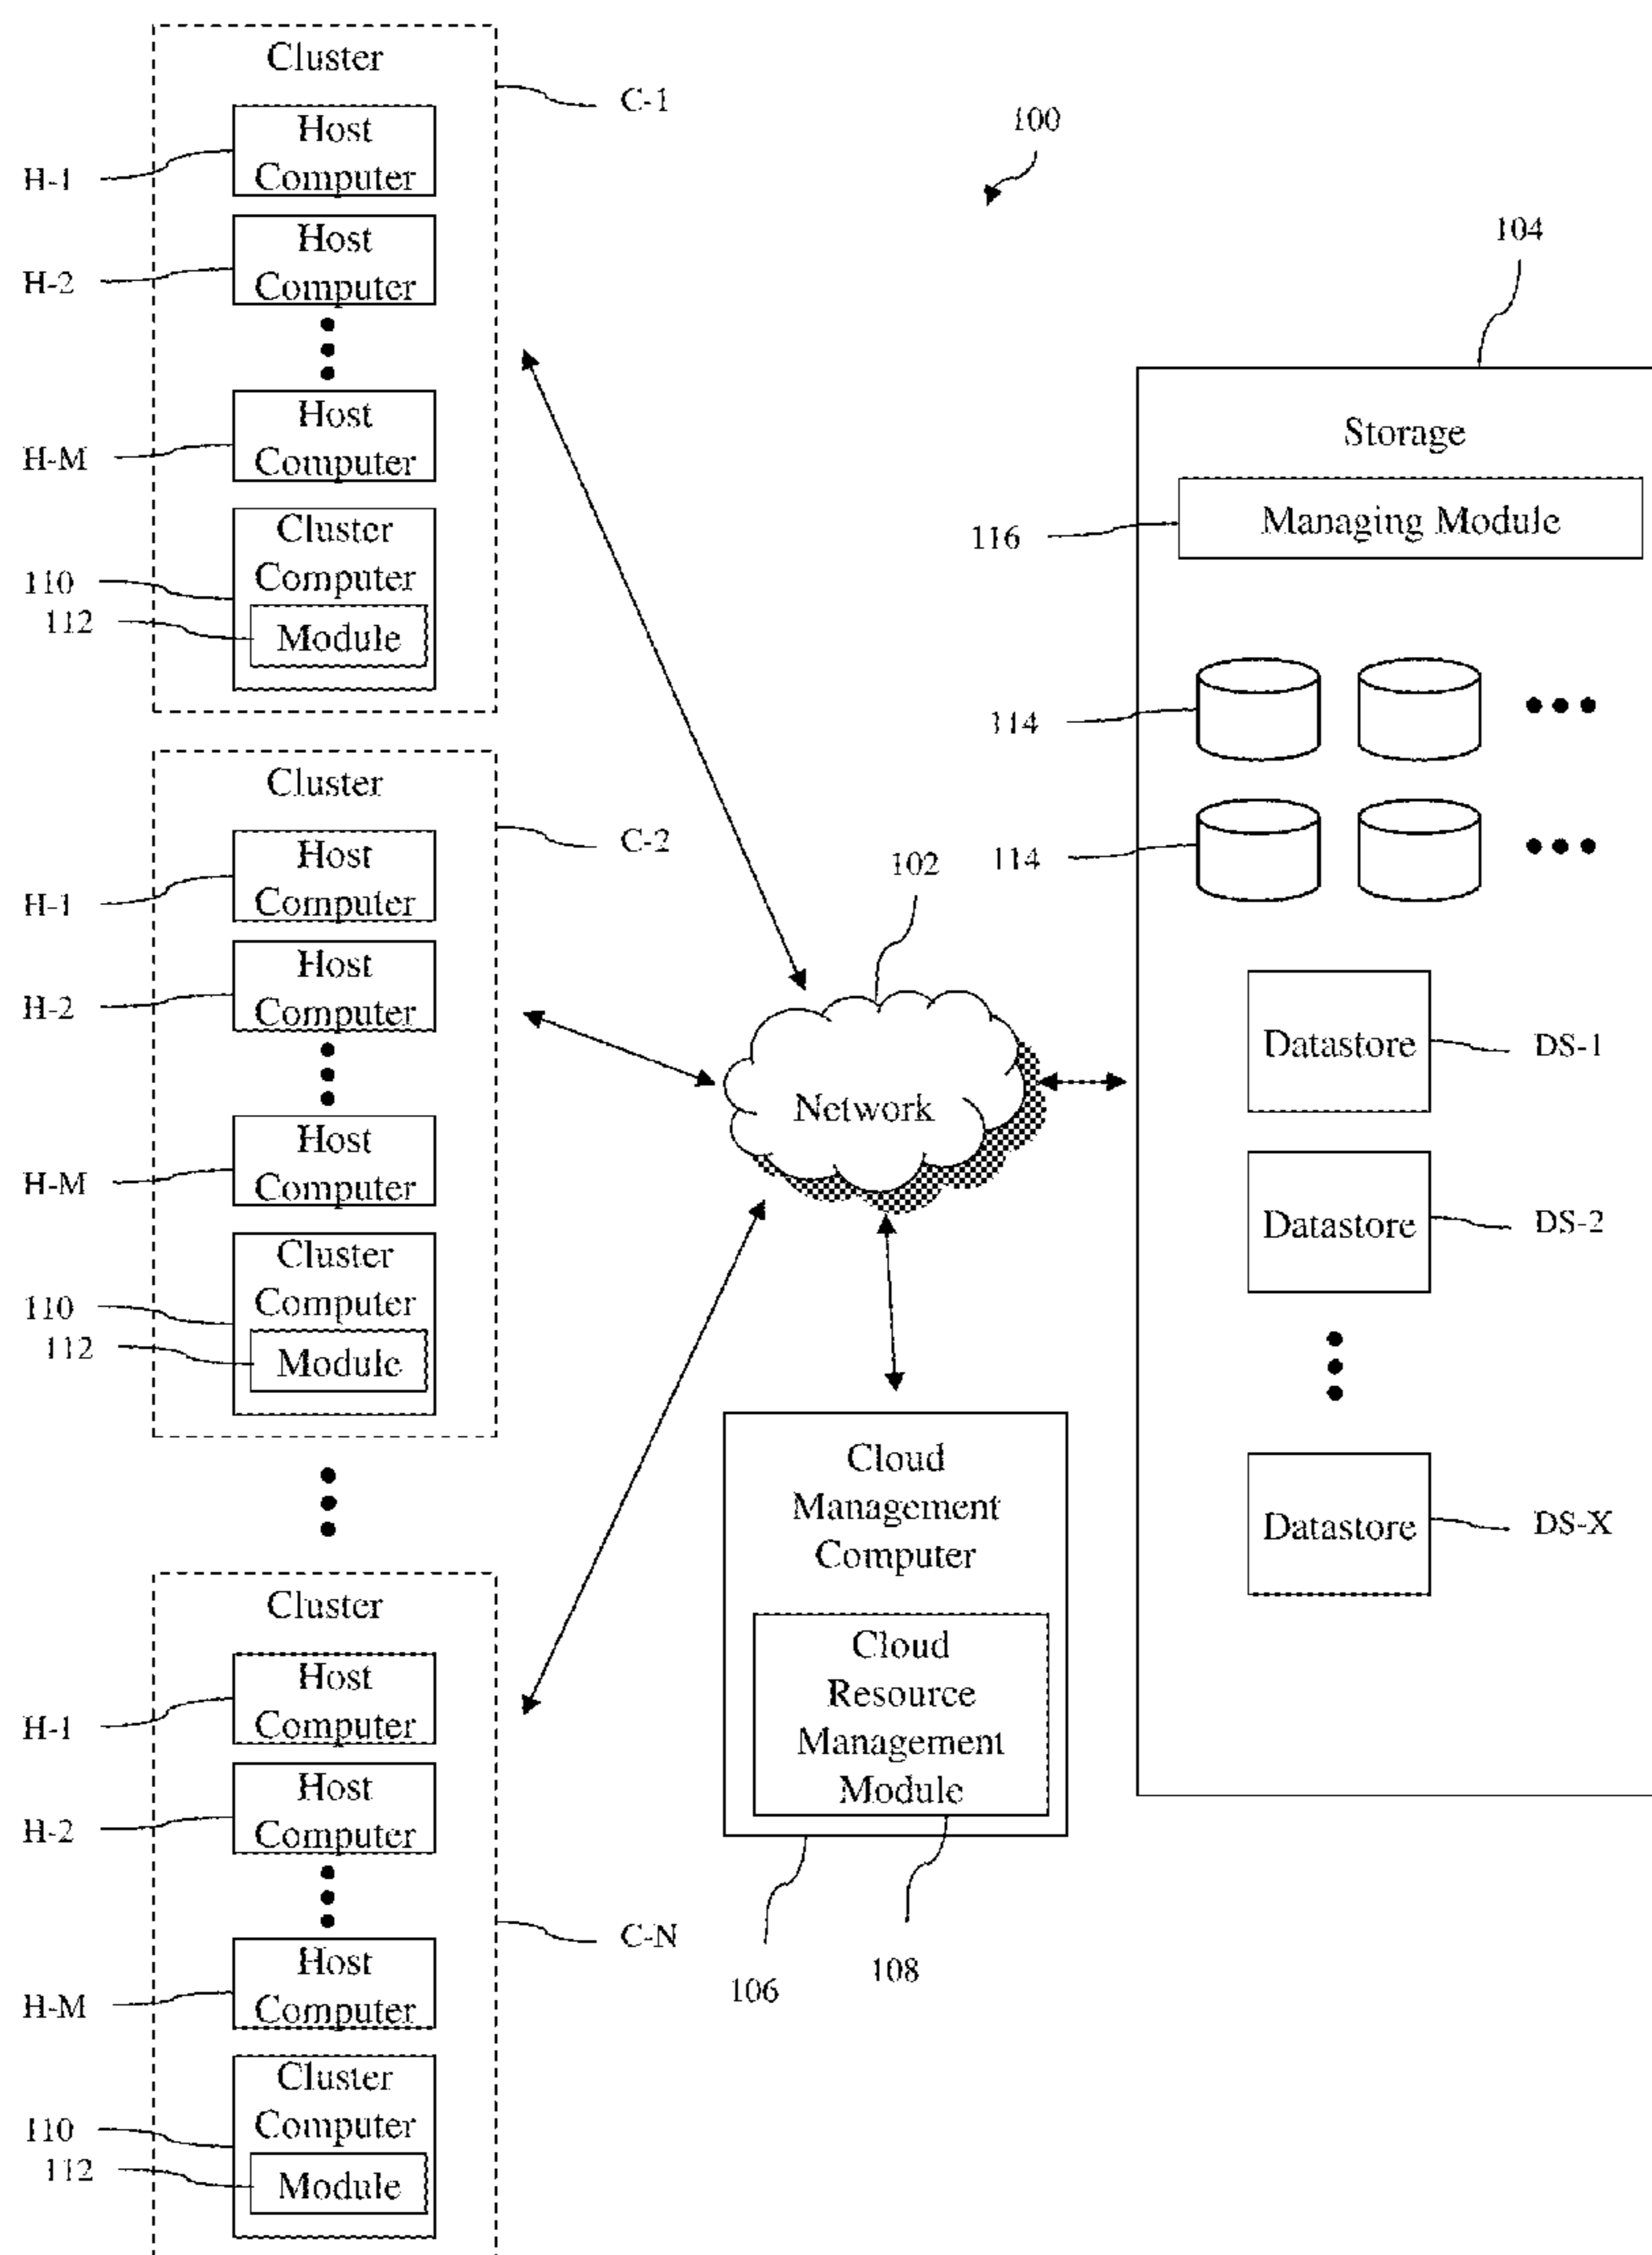 Cluster
C-1
Host
Computer
H-1
Host
Computer
H-2
Host
Computer
H-M
Cluster
Computer
110
112
Module
Cluster
C-2
Host
Computer
H-1
Host
Computer
H-2
Host
Computer
H-M
Cluster
Computer
110
112
Module
Cluster
Host
Computer
H-1
Host
Computer
H-2
C-N
Host
Computer
H-M
Cluster
Computer
110
112
Module
100
102
Network
Cloud
Management
Computer
Cloud
Resource
Management
Module
106
108
104
Storage
Managing Module
116
114
114
Datastore
DS-1
Datastore
DS-2
Datastore
DS-X